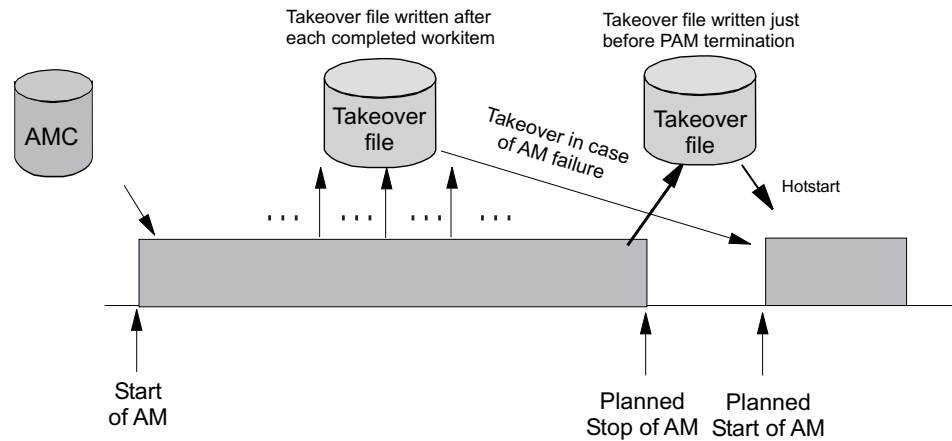 Takeover file written after
each completed workitem
Takeover file written just
before PAM termination
AMC
Takeover
file
Takeover in case
of AM failure
Takeover
file
Hotstart
... ... ... ...
Start
of AM
Planned
Stop of AM
Planned
Start of AM